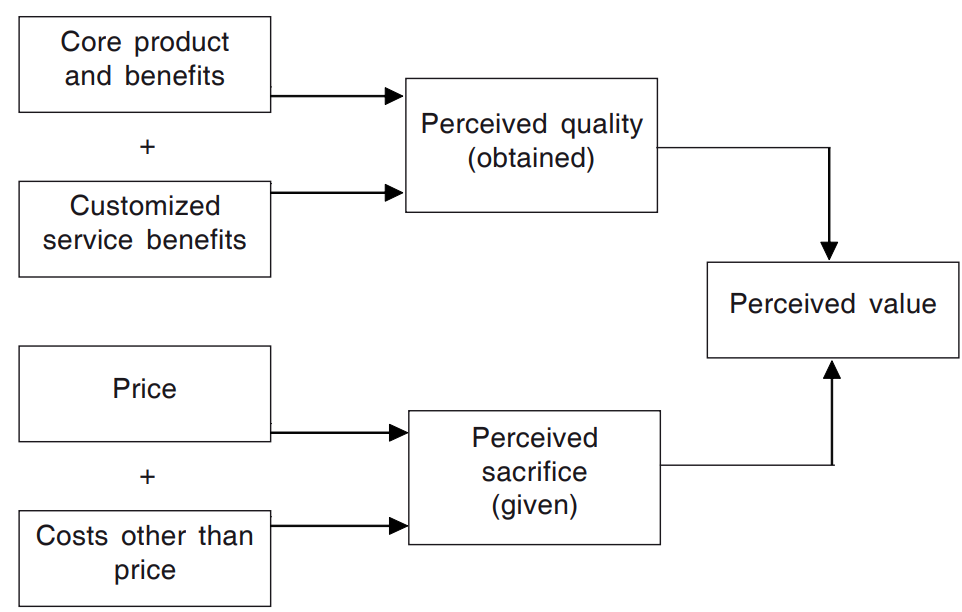 Core product
and benefits
+
Customized
service benefits
Perceived quality
(obtained)
Perceived value
Price
+
Costs other than
price
Perceived
sacrifice
(given)